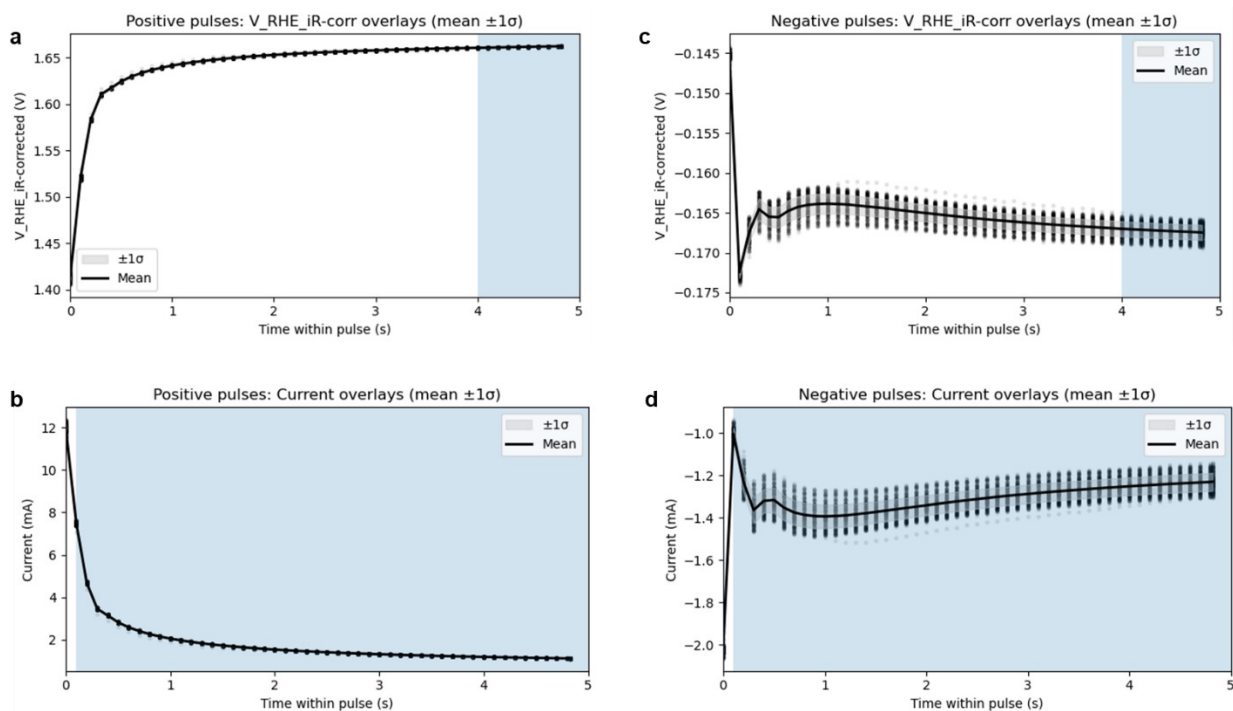 a
Positive pulses: V_RHE_iR-corr overlays (mean ±1σ)
V_RHE_iR-corrected (V)
1.65
1.60
1.55
1.50
1.45
1.40
±1σ
Mean
0 1 2 3 4 5
Time within pulse (s)
c
Negative pulses: V_RHE_iR-corr overlays (mean ±1σ)
V_RHE_iR-corrected (V)
−0.145
−0.150
−0.155
−0.160
−0.165
−0.170
−0.175
±1σ
Mean
0 1 2 3 4 5
Time within pulse (s)
b
Positive pulses: Current overlays (mean ±1σ)
Current (mA)
12
10
8
6
4
2
±1σ
Mean
0 1 2 3 4 5
Time within pulse (s)
d
Negative pulses: Current overlays (mean ±1σ)
Current (mA)
−1.0
−1.2
−1.4
−1.6
−1.8
−2.0
±1σ
Mean
0 1 2 3 4 5
Time within pulse (s)